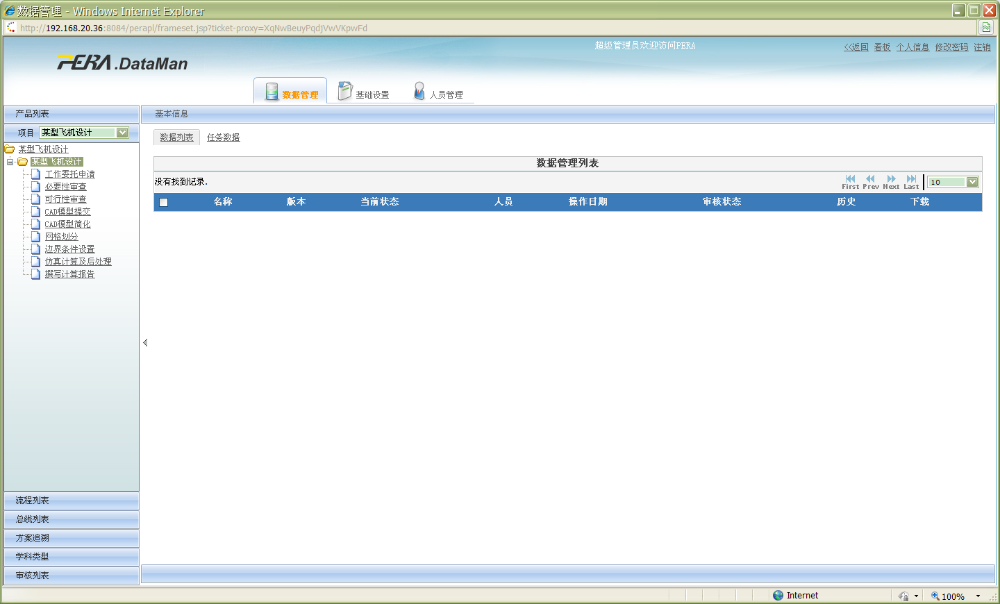 数据管理 - Windows Internet Explorer
http://192.168.20.36:8084/perapl/frameset.jsp?ticket-proxy=XqNwBeuyPqdjVwVKpwFd
超级管理员欢迎访问PERA
<<返回 看板 个人信息 修改密码 注销
PERA.DataMan
数据管理 基础设置 人员管理
产品列表
基本信息
项目 某型飞机设计
数据列表 任务数据
某型飞机设计
某型飞机设计
工作委托申请
必要性审查
可行性审查
CAD模型提交
CAD模型简化
网格划分
边界条件设置
仿真计算及后处理
撰写计算报告
数据管理列表
没有找到记录.
First Prev Next Last 10
名称 版本 当前状态 人员 操作日期 审核状态 历史 下载
流程列表
总线列表
方案追溯
学科类型
审核列表
Internet 100%